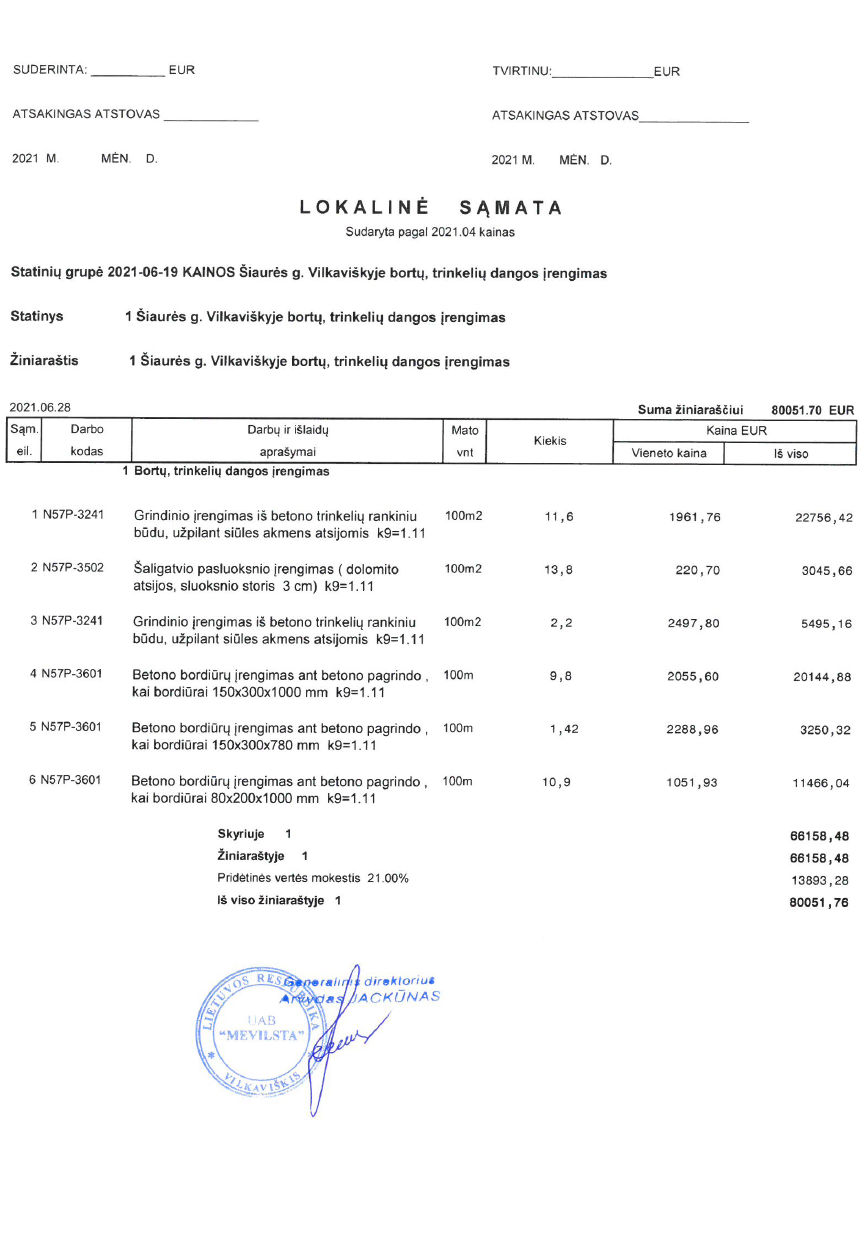 SUDERINTA: ___________ EUR
TVIRTINU:_______________EUR
ATSAKINGAS ATSTOVAS ______________
ATSAKINGAS ATSTOVAS________________
2021 M. MĖN. D.
2021 M. MĖN. D.
LOKALINĖ SĄMATA
Sudaryta pagal 2021.04 kainas
Statinių grupė 2021-06-19 KAINOS Šiaurės g. Vilkaviškyje bortų, trinkelių dangos įrengimas
Statinys 1 Šiaurės g. Vilkaviškyje bortų, trinkelių dangos įrengimas
Žiniaraštis 1 Šiaurės g. Vilkaviškyje bortų, trinkelių dangos įrengimas
2021.06.28 Suma žiniaraščiui 80051.70 EUR
Sąm. Darbo Darbų ir išlaidų Mato Kiekis Kaina EUR
eil. kodas aprašymai vnt Vieneto kaina Iš viso
1 Bortų, trinkelių dangos įrengimas
1 N57P-3241 Grindinio įrengimas iš betono trinkelių rankiniu 100m2 11,6 1961,76 22756,42
būdu, užpilant siūles akmens atsijomis k9=1.11
2 N57P-3502 Šaligatvio pasluoksnio įrengimas ( dolomito 100m2 13,8 220,70 3045,66
atsijos, sluoksnio storis 3 cm) k9=1.11
3 N57P-3241 Grindinio įrengimas iš betono trinkelių rankiniu 100m2 2,2 2497,80 5495,16
būdu, užpilant siūles akmens atsijomis k9=1.11
4 N57P-3601 Betono bordiūrų įrengimas ant betono pagrindo , 100m 9,8 2055,60 20144,88
kai bordiūrai 150x300x1000 mm k9=1.11
5 N57P-3601 Betono bordiūrų įrengimas ant betono pagrindo , 100m 1,42 2288,96 3250,32
kai bordiūrai 150x300x780 mm k9=1.11
6 N57P-3601 Betono bordiūrų įrengimas ant betono pagrindo , 100m 10,9 1051,93 11466,04
kai bordiūrai 80x200x1000 mm k9=1.11
Skyriuje 1 66158,48
Žiniaraštyje 1 66158,48
Pridėtinės vertės mokestis 21.00% 13893,28
Iš viso žiniaraštyje 1 80051,76
Generalinis direktorius
Arvydas JACKŪNAS
LIETUVOS RESPUBLIKA
UAB
"MEVILSTA"
* VILKAVIŠKIS *